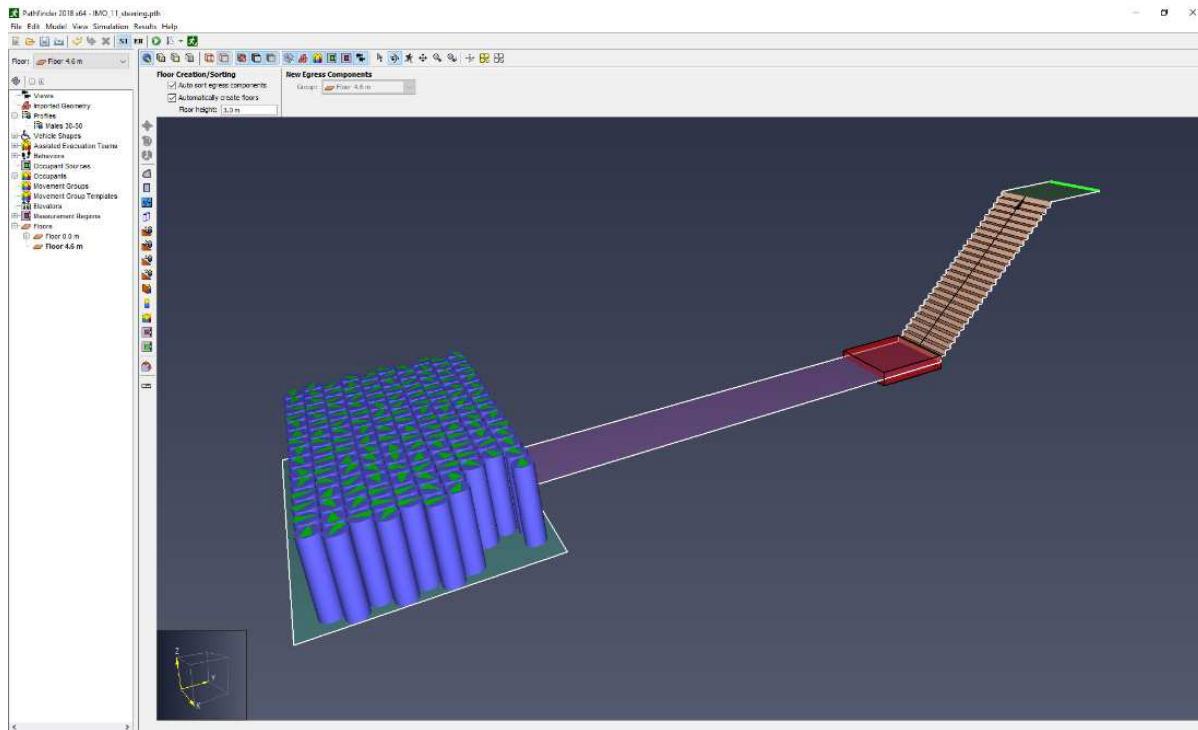 Pathfinder 2018 x64 - IMO_11_steering.pth
File Edit Model View Simulation Results Help
Floor: Floor 4.6 m
Floor Creation/Sorting
Auto sort egress components
Automatically create floors
Floor height: 3.0 m
New Egress Components
Group: Floor 4.6 m
Views
Imported Geometry
Profiles
Males 30-50
Vehicle Shapes
Assisted Evacuation Teams
Behaviors
Occupant Sources
Occupants
Movement Groups
Movement Group Templates
Elevators
Measurement Regions
Floors
Floor 0.0 m
Floor 4.6 m
Z
Y
X